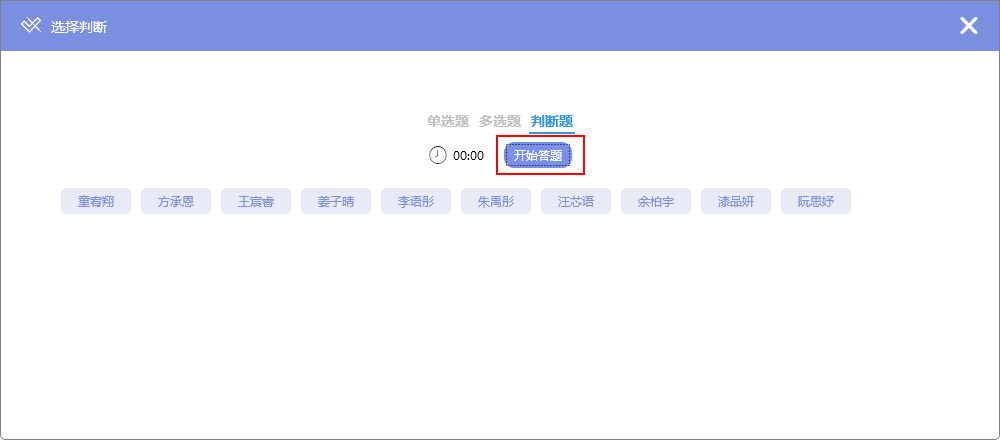 选择判断
单选题 多选题 判断题
00:00 开始答题
童宥翔 方承恩 王宸睿 姜子晴 李语彤 朱禹彤 汪芯语 余柏宇 漆品妍 阮思妤